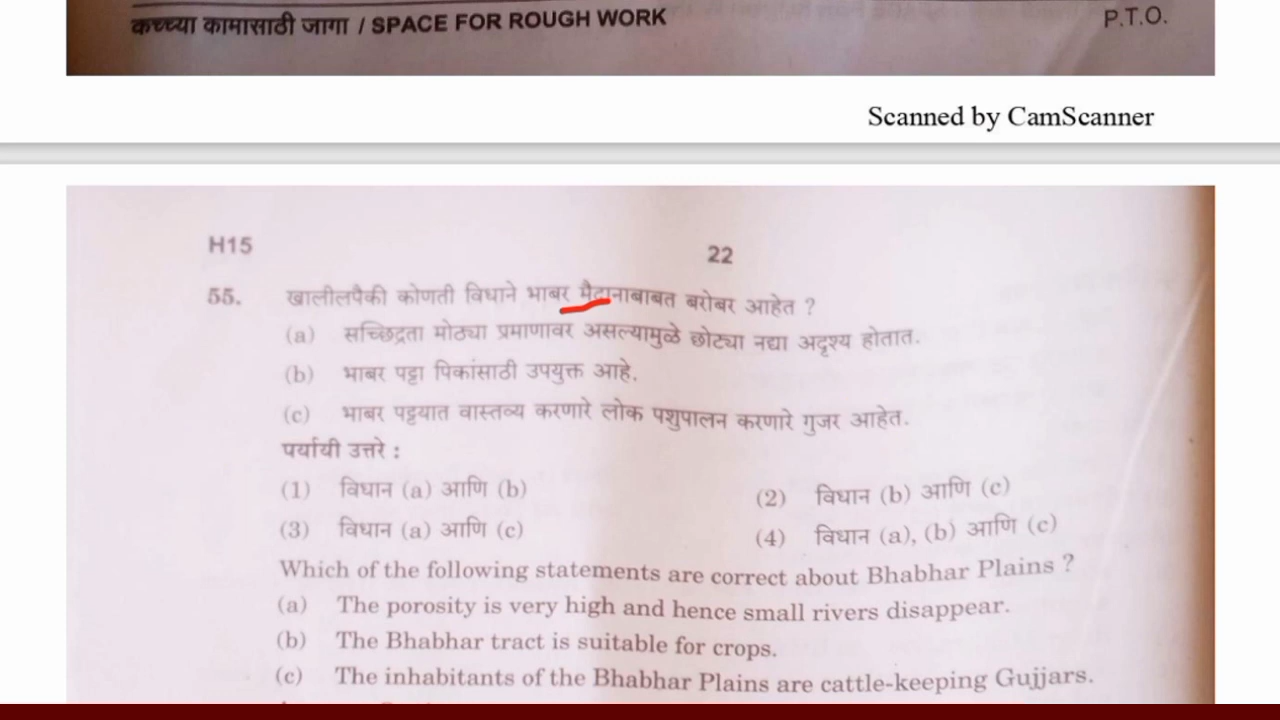 कच्च्या कामासाठी जागा / SPACE FOR ROUGH WORK P.T.O.
Scanned by CamScanner
H15 22
55. खालीलपैकी कोणती विधाने भाबर मैदानाबाबत बरोबर आहेत ?
(a) सच्छिद्रता मोठ्या प्रमाणावर असल्यामुळे छोट्या नद्या अदृश्य होतात.
(b) भाबर पट्टा पिकांसाठी उपयुक्त आहे.
(c) भाबर पट्टयात वास्तव्य करणारे लोक पशुपालन करणारे गुजर आहेत.
पर्यायी उत्तरे :
(1) विधान (a) आणि (b) (2) विधान (b) आणि (c)
(3) विधान (a) आणि (c) (4) विधान (a), (b) आणि (c)
Which of the following statements are correct about Bhabhar Plains ?
(a) The porosity is very high and hence small rivers disappear.
(b) The Bhabhar tract is suitable for crops.
(c) The inhabitants of the Bhabhar Plains are cattle-keeping Gujjars.